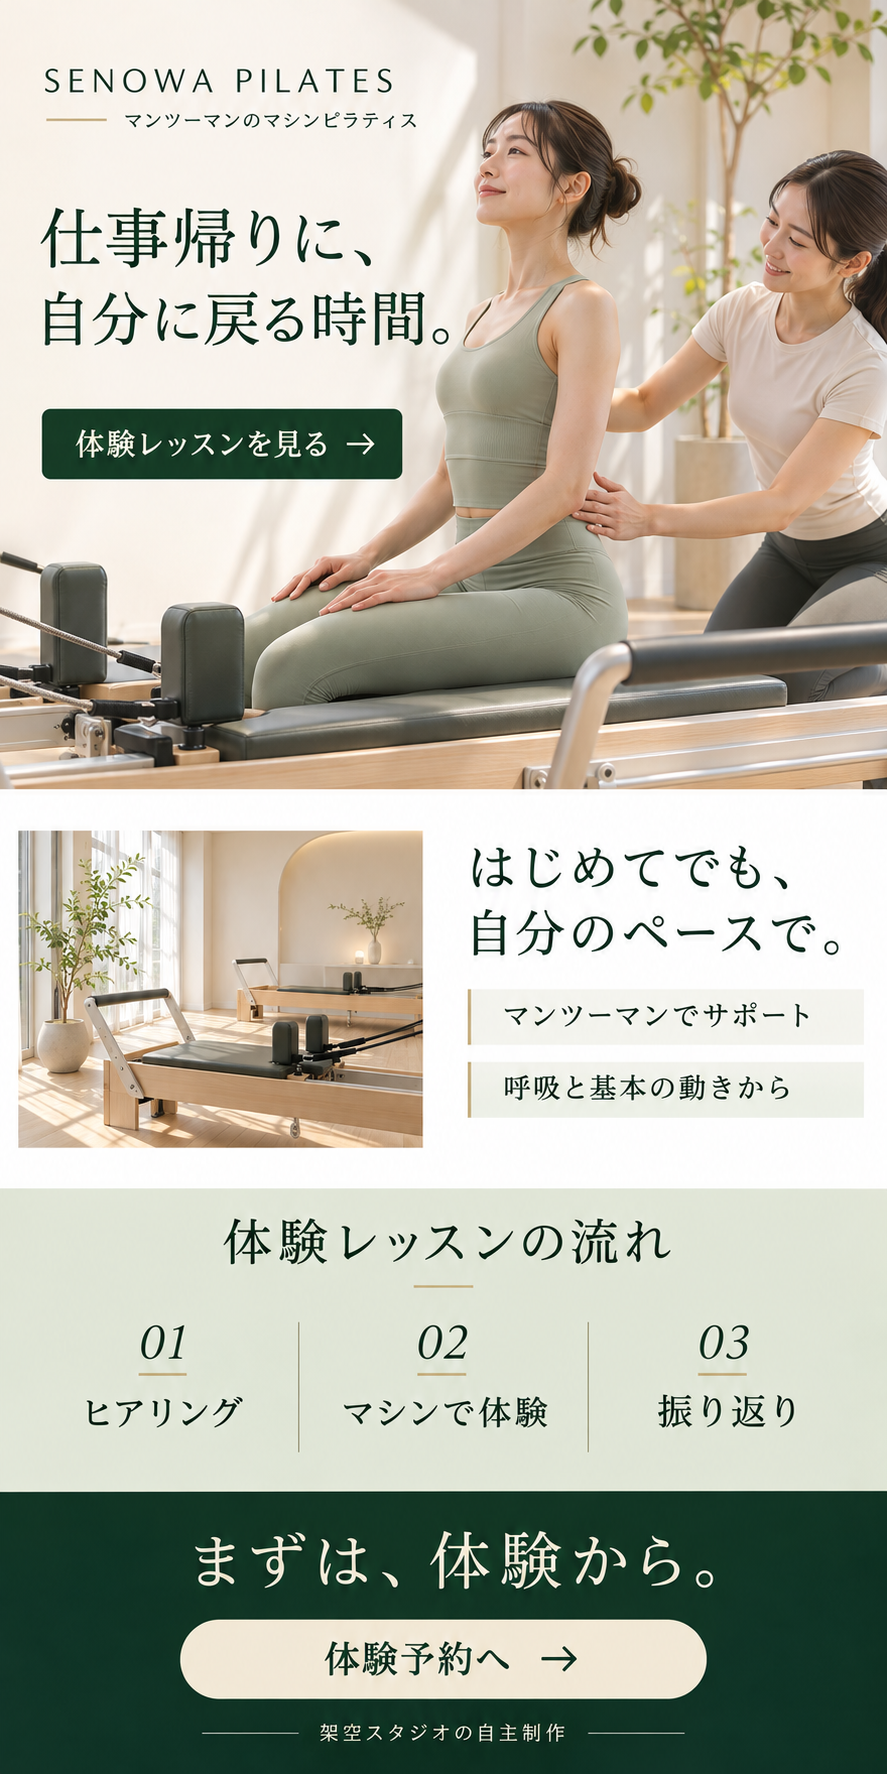 SENOWA PILATES
マンツーマンのマシンピラティス
仕事帰りに、
自分に戻る時間。
体験レッスンを見る →
はじめてでも、
自分のペースで。
マンツーマンでサポート
呼吸と基本の動きから
体験レッスンの流れ
01
ヒアリング
02
マシンで体験
03
振り返り
まずは、体験から。
体験予約へ →
架空スタジオの自主制作